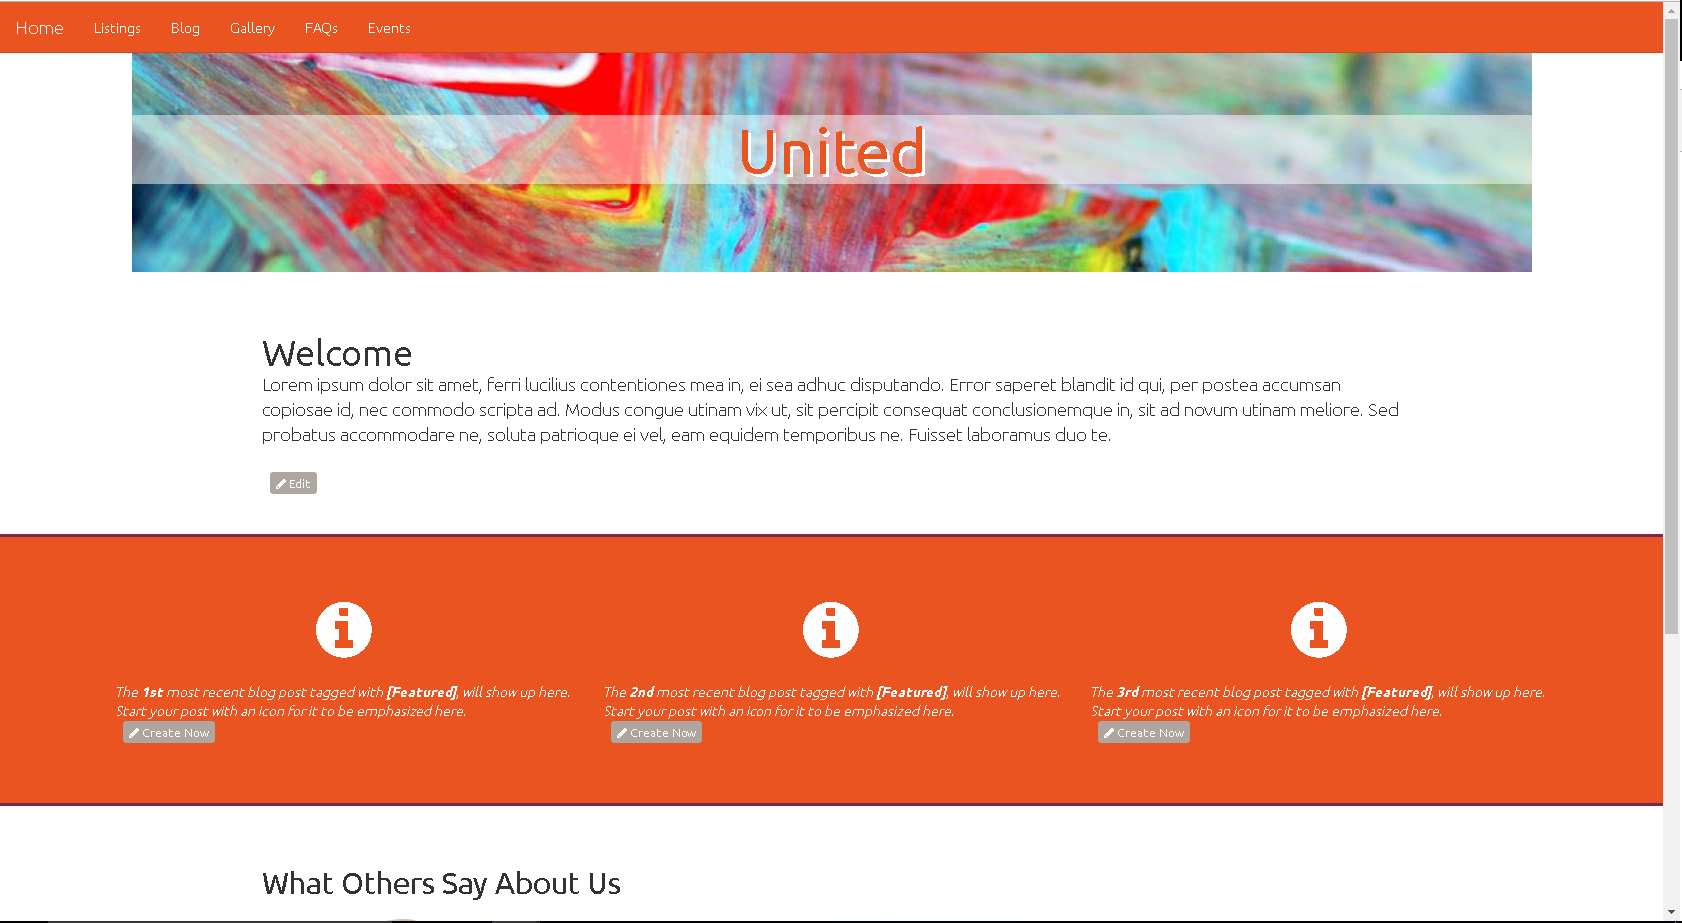 Home Listings Blog Gallery FAQs Events
United
Welcome
Lorem ipsum dolor sit amet, ferri lucilius contentiones mea in, ei sea adhuc disputando. Error saperet blandit id qui, per postea accumsan
copiosae id, nec commodo scripta ad. Modus congue utinam vix ut, sit percipit consequat conclusionemque in, sit ad novum utinam meliore. Sed
probatus accommodare ne, soluta patrioque ei vel, eam equidem temporibus ne. Fuisset laboramus duo te.
Edit
The 1st most recent blog post tagged with [Featured], will show up here.
Start your post with an icon for it to be emphasized here.
Create Now
The 2nd most recent blog post tagged with [Featured], will show up here.
Start your post with an icon for it to be emphasized here.
Create Now
The 3rd most recent blog post tagged with [Featured], will show up here.
Start your post with an icon for it to be emphasized here.
Create Now
What Others Say About Us